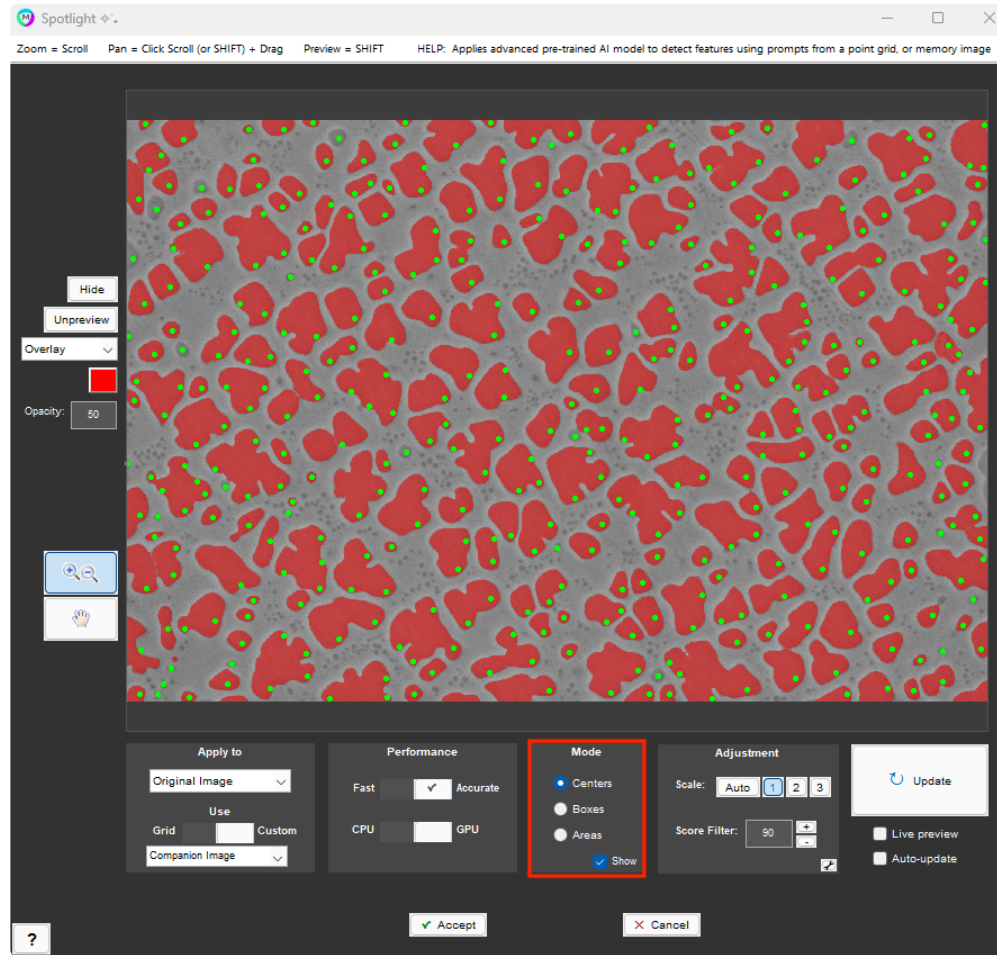 Spotlight
Zoom = Scroll Pan = Click Scroll (or SHIFT) + Drag Preview = SHIFT HELP: Applies advanced pre-trained AI model to detect features using prompts from a point grid, or memory image
Hide
Unpreview
Overlay
Opacity: 50
Apply to
Original Image
Use
Grid Custom
Companion Image
Performance
Fast Accurate
CPU GPU
Mode
Centers
Boxes
Areas
Show
Adjustment
Scale: Auto 1 2 3
Score Filter: 90 + -
Update
Live preview
Auto-update
Accept Cancel
?